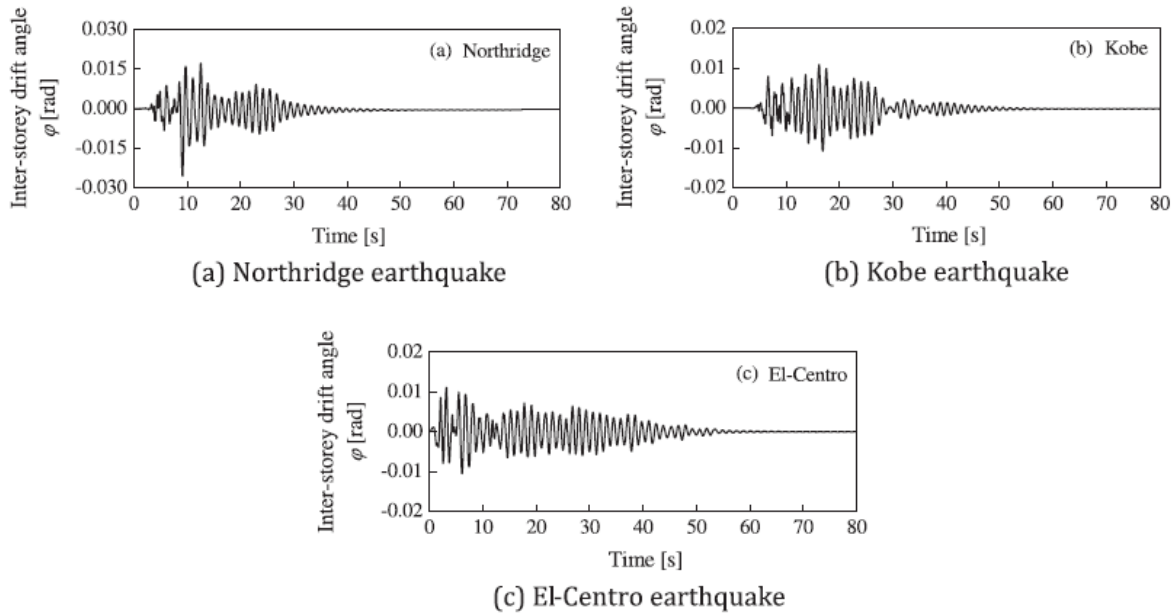 Inter-storey drift angle
φ [rad]
0.030
0.015
0.000
-0.015
-0.030
(a) Northridge
0 10 20 30 40 50 60 70 80
Time [s]
(a) Northridge earthquake
Inter-storey drift angle
φ [rad]
0.02
0.01
0.00
-0.01
-0.02
(b) Kobe
0 10 20 30 40 50 60 70 80
Time [s]
(b) Kobe earthquake
Inter-storey drift angle
φ [rad]
0.02
0.01
0.00
-0.01
-0.02
(c) El-Centro
0 10 20 30 40 50 60 70 80
Time [s]
(c) El-Centro earthquake